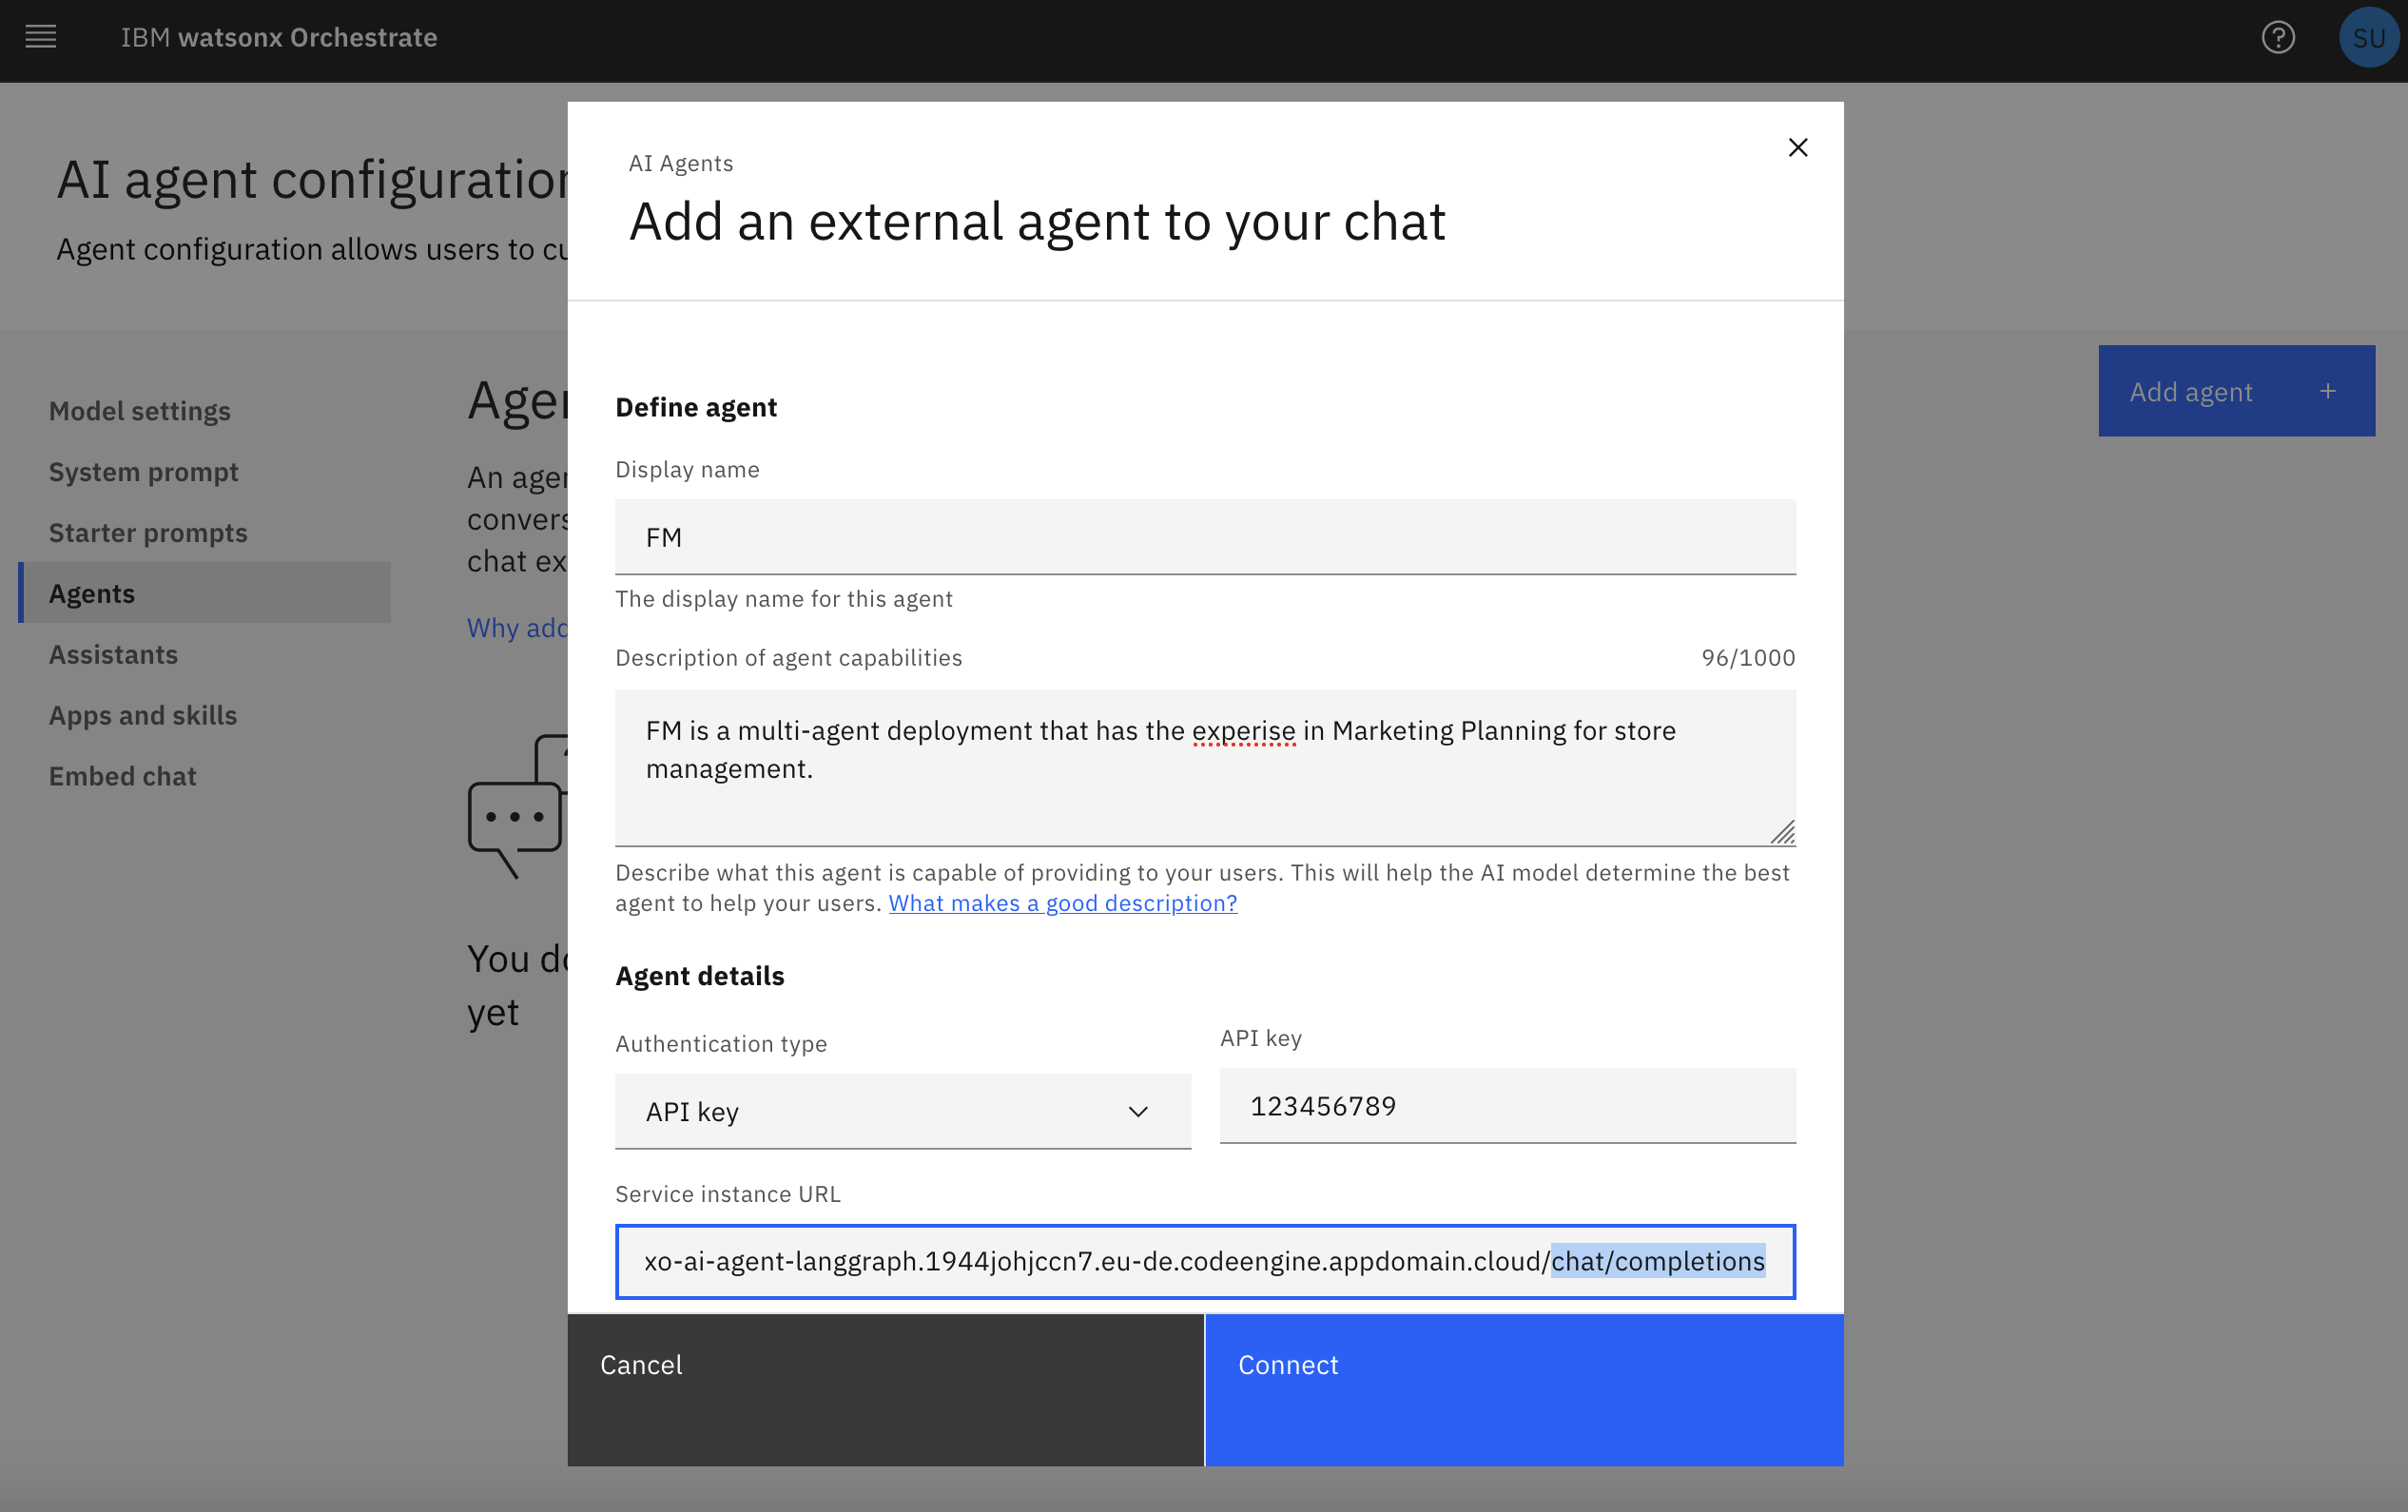 IBM watsonx Orchestrate
SU
AI agent configuration
Agent configuration allows users to cu
Model settings
System prompt
Starter prompts
Agents
Assistants
Apps and skills
Embed chat
Agen
An agen
convers
chat ex
Why add
You do
yet
Add agent +
AI Agents
Add an external agent to your chat
Define agent
Display name
FM
The display name for this agent
Description of agent capabilities 96/1000
FM is a multi-agent deployment that has the experise in Marketing Planning for store
management.
Describe what this agent is capable of providing to your users. This will help the AI model determine the best
agent to help your users. What makes a good description?
Agent details
Authentication type
API key
API key
123456789
Service instance URL
xo-ai-agent-langgraph.1944johjccn7.eu-de.codeengine.appdomain.cloud/chat/completions
Cancel
Connect